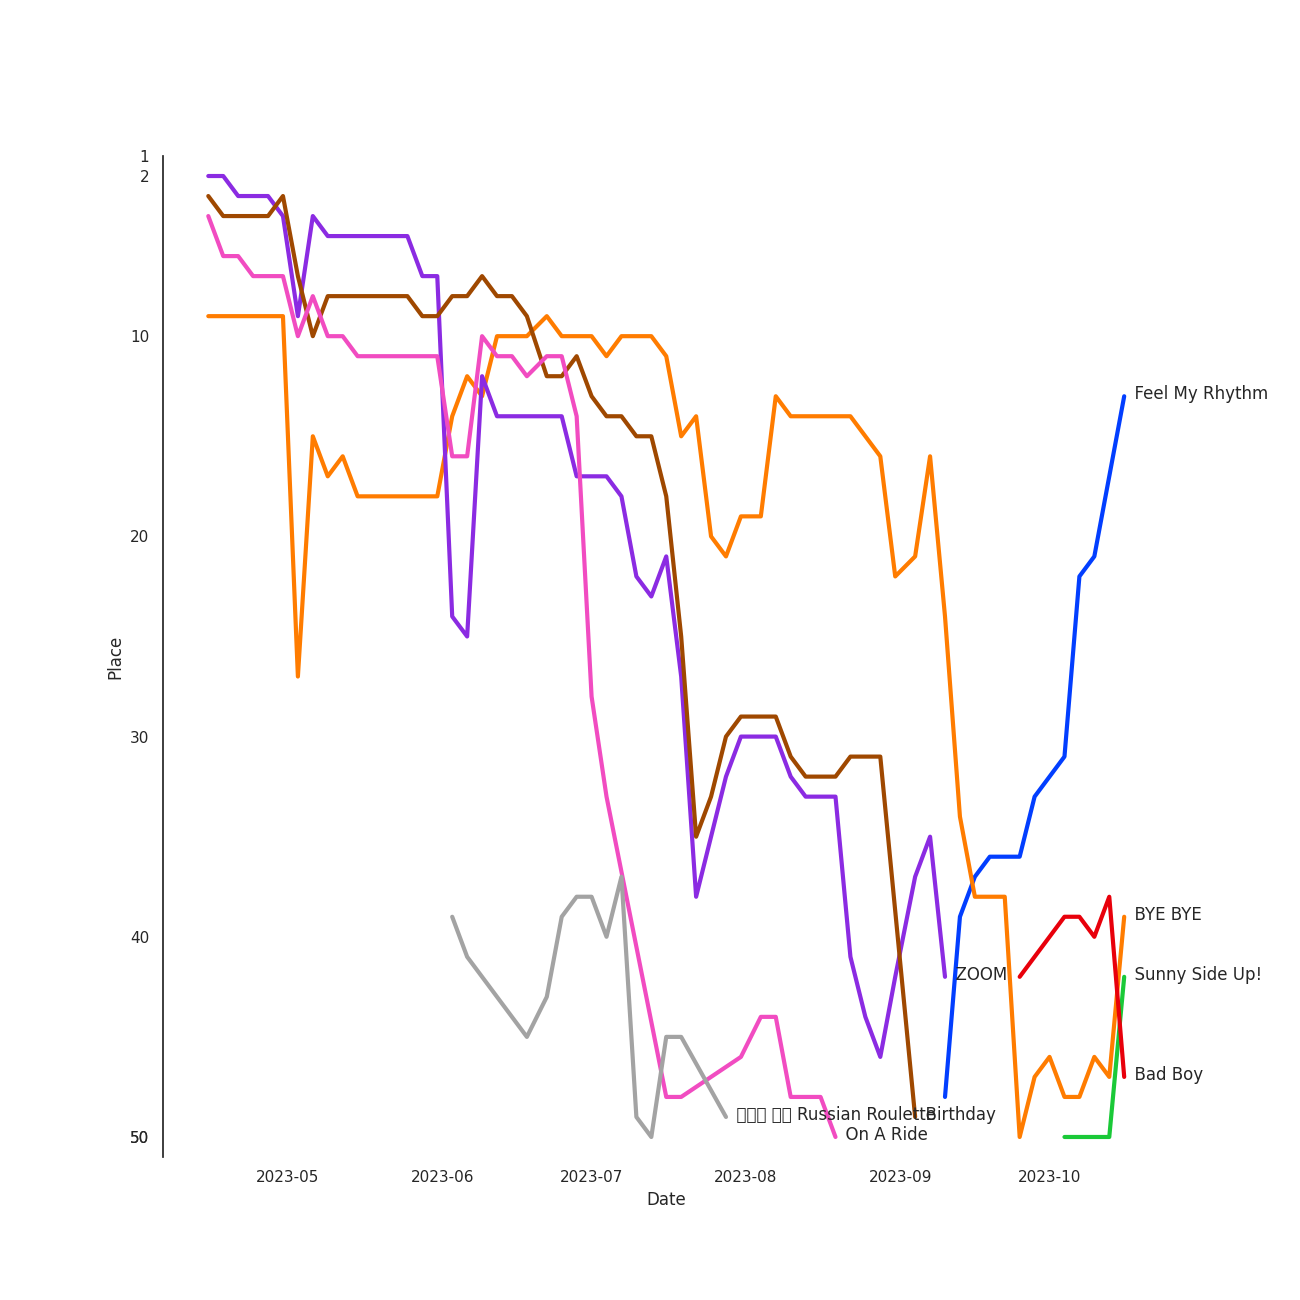 1
2
10
20
30
40
50
Place
2023-05
2023-06
2023-07
2023-08
2023-09
2023-10
Date
Feel My Rhythm
BYE BYE
ZOOM
Sunny Side Up!
Bad Boy
Russian Roulette
Birthday
On A Ride